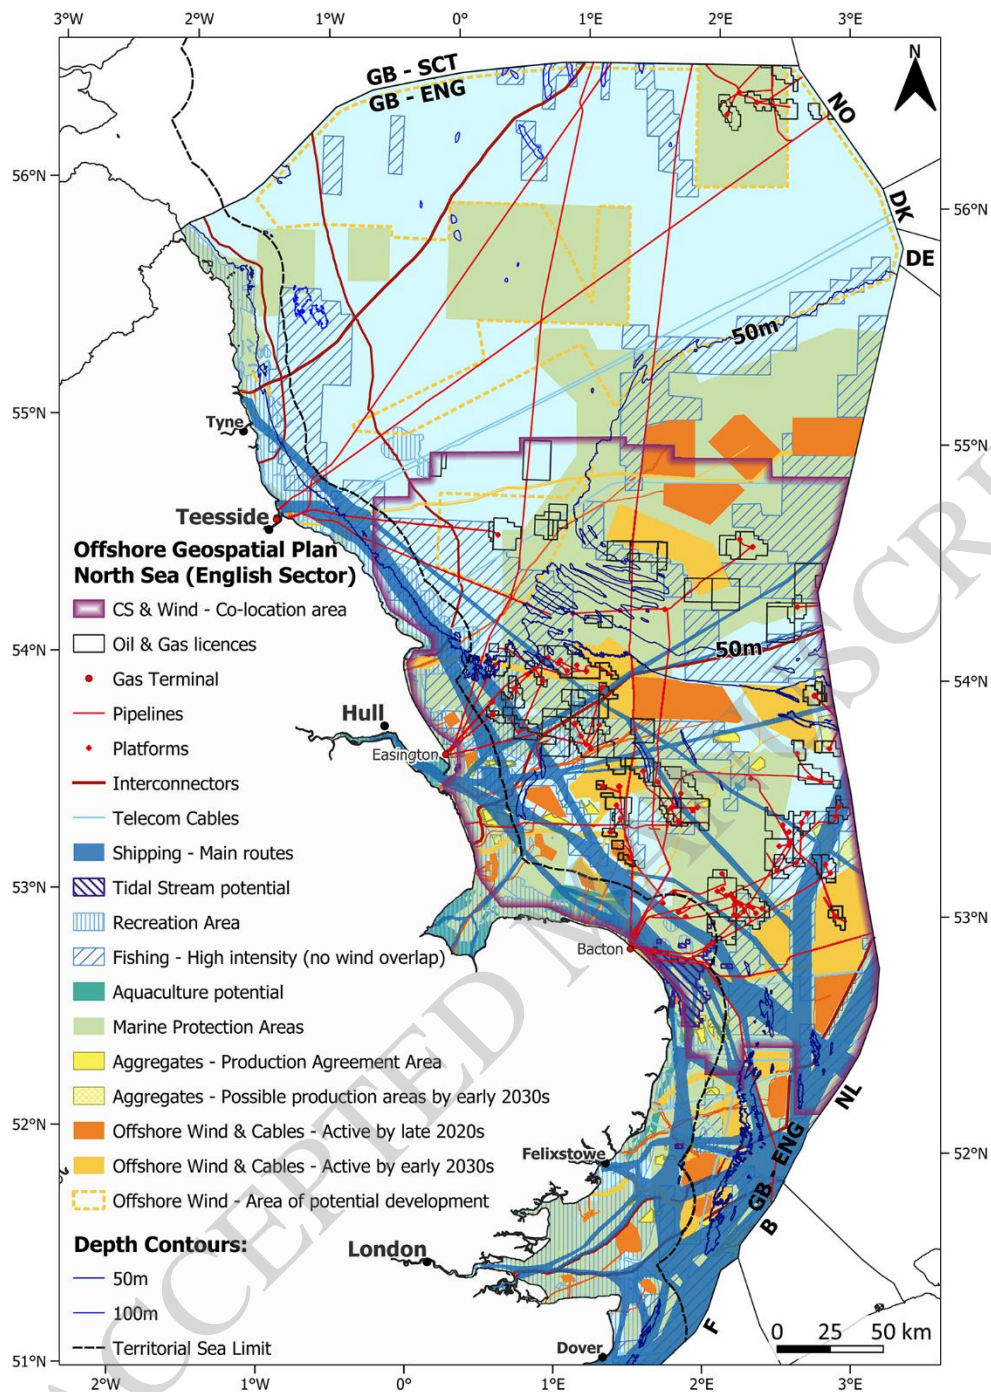 3°W 2°W 1°W 0° 1°E 2°E 3°E
N
GB - SCT
GB - ENG
NO
56°N
56°N
DK
DE
50m
55°N
55°N
Tyne
Teesside
Offshore Geospatial Plan
North Sea (English Sector)
CS & Wind - Co-location area
Oil & Gas licences
Gas Terminal
Pipelines
Platforms
Interconnectors
Telecom Cables
Shipping - Main routes
Tidal Stream potential
Recreation Area
Fishing - High intensity (no wind overlap)
Aquaculture potential
Marine Protection Areas
Aggregates - Production Agreement Area
Aggregates - Possible production areas by early 2030s
Offshore Wind & Cables - Active by late 2020s
Offshore Wind & Cables - Active by early 2030s
Offshore Wind - Area of potential development
Depth Contours:
50m
100m
Territorial Sea Limit
54°N
50m
54°N
Hull
Easington
53°N
53°N
Bacton
NL
52°N
52°N
Felixstowe
GB - ENG
B
London
F
Dover
0 25 50 km
51°N
51°N
2°W 1°W 0° 1°E 2°E 3°E
ACCEPTED MANUSCRI